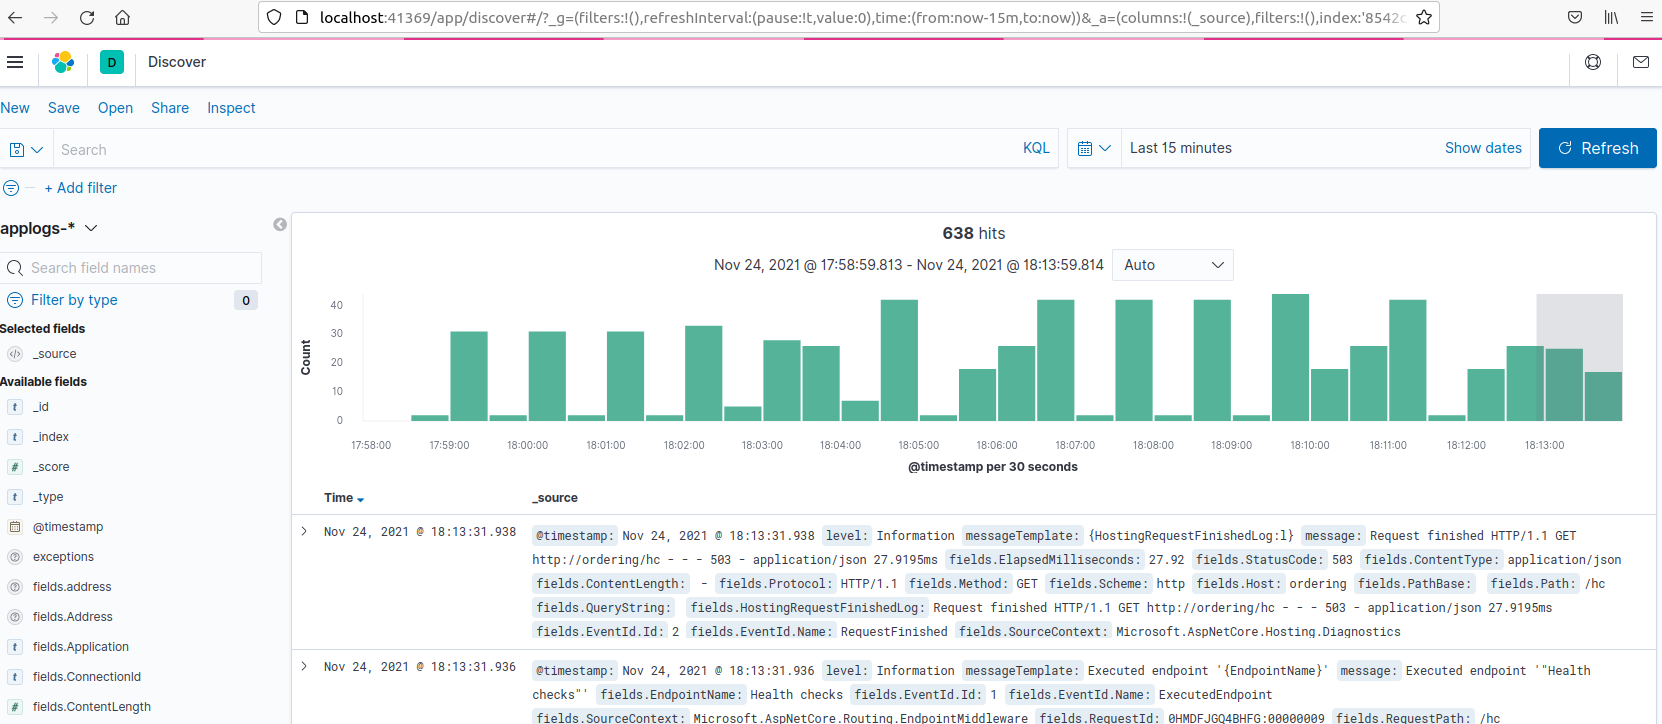 localhost:41369/app/discover#/?_g=(filters:!(),refreshInterval:(pause:!t,value:0),time:(from:now-15m,to:now))&_a=(columns:!(_source),filters:!(),index:'8542c
D Discover
New Save Open Share Inspect
Search KQL Last 15 minutes Show dates Refresh
+ Add filter
applogs-*
Search field names
Filter by type 0
Selected fields
_source
Available fields
_id
_index
_score
_type
@timestamp
exceptions
fields.address
fields.Address
fields.Application
fields.ConnectionId
fields.ContentLength
638 hits
Nov 24, 2021 @ 17:58:59.813 - Nov 24, 2021 @ 18:13:59.814 Auto
Count
40
30
20
10
0
17:58:00 17:59:00 18:00:00 18:01:00 18:02:00 18:03:00 18:04:00 18:05:00 18:06:00 18:07:00 18:08:00 18:09:00 18:10:00 18:11:00 18:12:00 18:13:00
@timestamp per 30 seconds
Time _source
Nov 24, 2021 @ 18:13:31.938 @timestamp: Nov 24, 2021 @ 18:13:31.938 level: Information messageTemplate: {HostingRequestFinishedLog:l} message: Request finished HTTP/1.1 GET
http://ordering/hc - - - 503 - application/json 27.9195ms fields.ElapsedMilliseconds: 27.92 fields.StatusCode: 503 fields.ContentType: application/json
fields.ContentLength: - fields.Protocol: HTTP/1.1 fields.Method: GET fields.Scheme: http fields.Host: ordering fields.PathBase: fields.Path: /hc
fields.QueryString: fields.HostingRequestFinishedLog: Request finished HTTP/1.1 GET http://ordering/hc - - - 503 - application/json 27.9195ms
fields.EventId.Id: 2 fields.EventId.Name: RequestFinished fields.SourceContext: Microsoft.AspNetCore.Hosting.Diagnostics
Nov 24, 2021 @ 18:13:31.936 @timestamp: Nov 24, 2021 @ 18:13:31.936 level: Information messageTemplate: Executed endpoint '{EndpointName}' message: Executed endpoint '"Health
checks"' fields.EndpointName: Health checks fields.EventId.Id: 1 fields.EventId.Name: ExecutedEndpoint
fields.SourceContext: Microsoft.AspNetCore.Routing.EndpointMiddleware fields.RequestId: 0HMDFJGQ4BHFG:00000009 fields.RequestPath: /hc